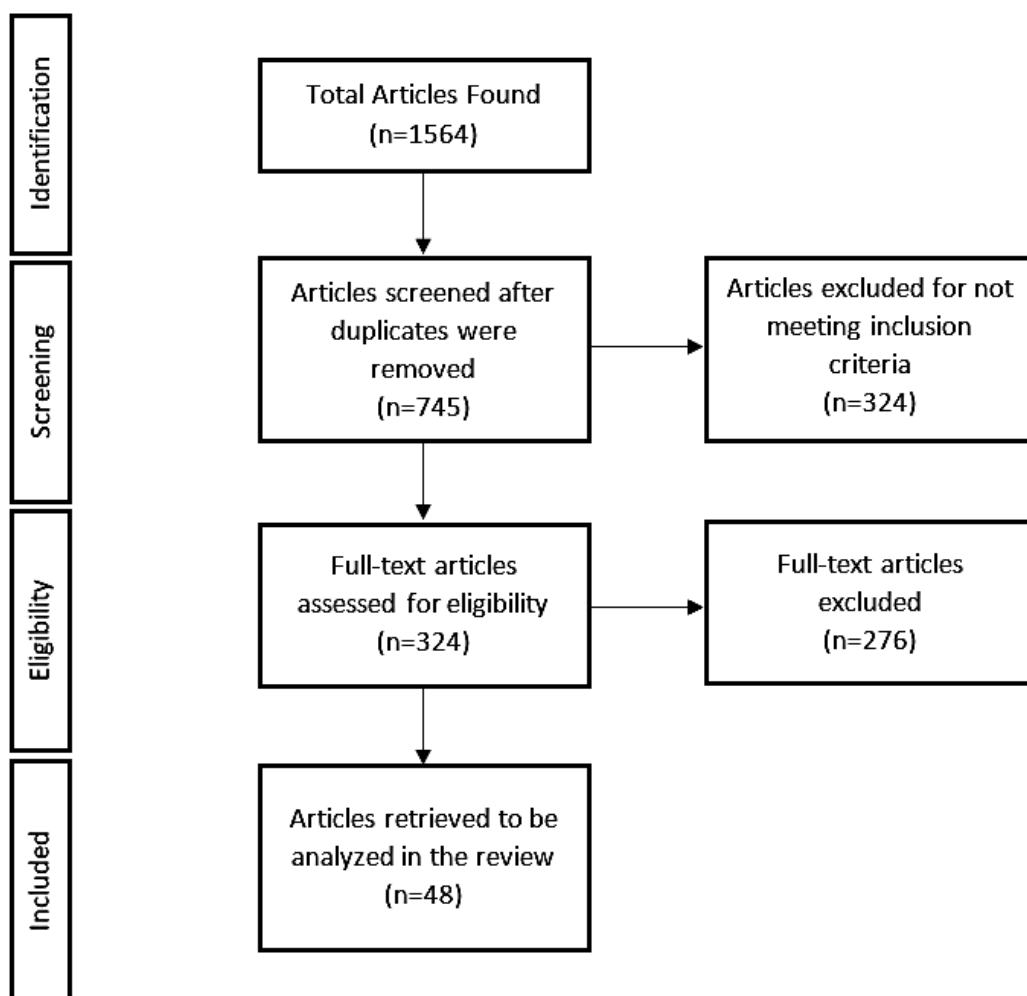 Identification
Total Articles Found
(n=1564)
Screening
Articles screened after
duplicates were
removed
(n=745)
Articles excluded for not
meeting inclusion
criteria
(n=324)
Eligibility
Full-text articles
assessed for eligibility
(n=324)
Full-text articles
excluded
(n=276)
Included
Articles retrieved to be
analyzed in the review
(n=48)